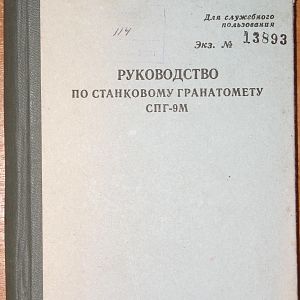 Для служебного
пользования
Экз. № 13893
114
РУКОВОДСТВО
ПО СТАНКОВОМУ ГРАНАТОМЕТУ
СПГ-9М